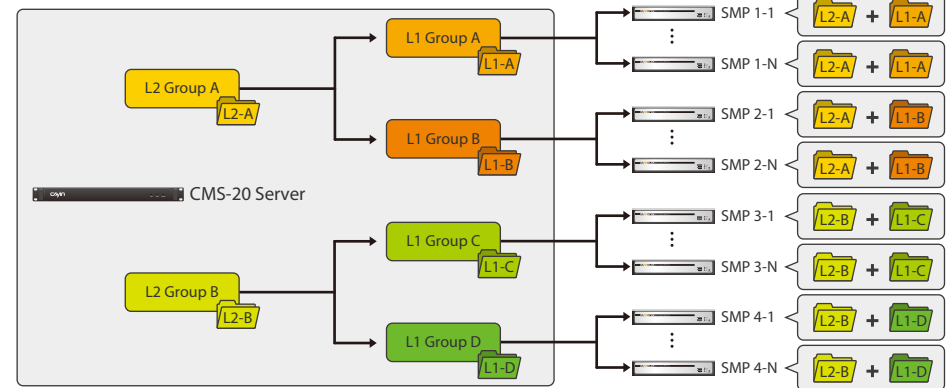 L2 Group A
L2-A
L1 Group A
L1-A
L1 Group B
L1-B
CAYIN
CMS-20 Server
L2 Group B
L2-B
L1 Group C
L1-C
L1 Group D
L1-D
SMP 1-1
L2-A + L1-A
SMP 1-N
L2-A + L1-A
SMP 2-1
L2-A + L1-B
SMP 2-N
L2-A + L1-B
SMP 3-1
L2-B + L1-C
SMP 3-N
L2-B + L1-C
SMP 4-1
L2-B + L1-D
SMP 4-N
L2-B + L1-D